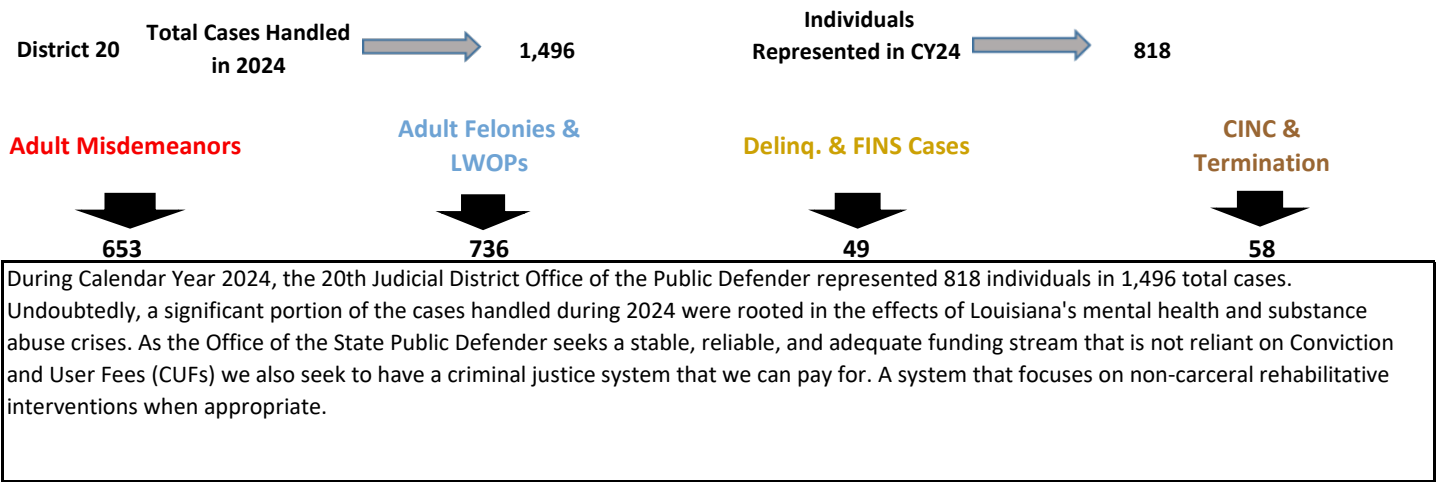 District 20
Total Cases Handled
in 2024
1,496
Individuals
Represented in CY24
818
Adult Misdemeanors
Adult Felonies &
LWOPs
Delinq. & FINS Cases
CINC &
Termination
653
736
49
58
During Calendar Year 2024, the 20th Judicial District Office of the Public Defender represented 818 individuals in 1,496 total cases.
Undoubtedly, a significant portion of the cases handled during 2024 were rooted in the effects of Louisiana's mental health and substance
abuse crises. As the Office of the State Public Defender seeks a stable, reliable, and adequate funding stream that is not reliant on Conviction
and User Fees (CUFs) we also seek to have a criminal justice system that we can pay for. A system that focuses on non-carceral rehabilitative
interventions when appropriate.